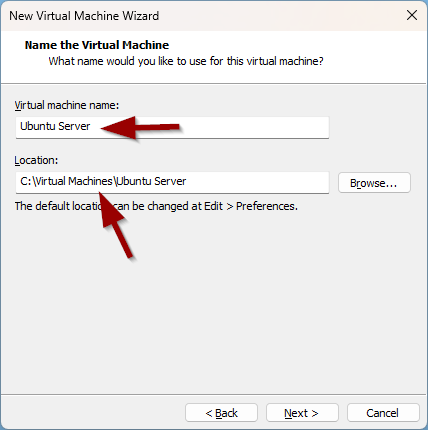 New Virtual Machine Wizard
Name the Virtual Machine
What name would you like to use for this virtual machine?
Virtual machine name:
Ubuntu Server
Location:
C:\Virtual Machines\Ubuntu Server
Browse...
The default location can be changed at Edit > Preferences.
< Back
Next >
Cancel